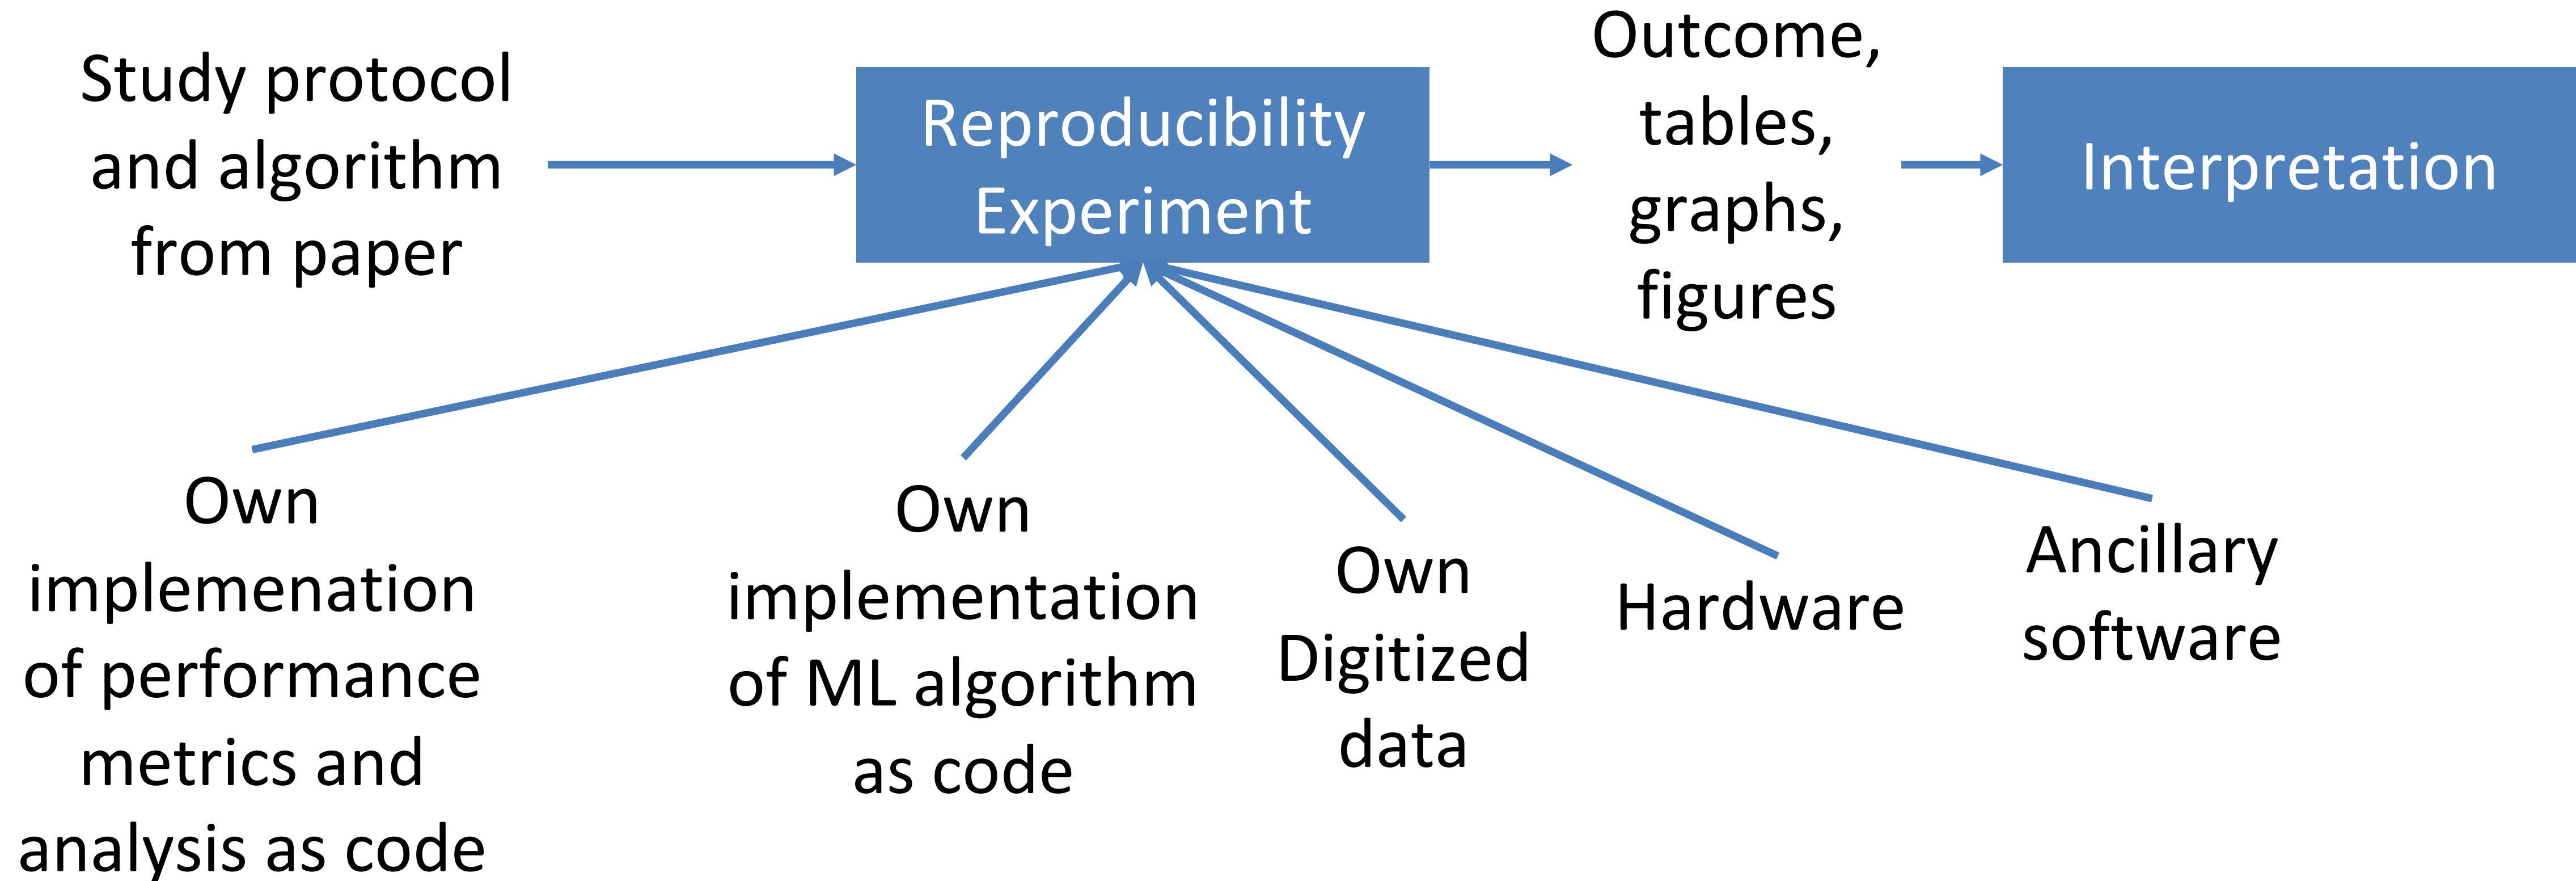 Study protocol
and algorithm
from paper
Reproducibility
Experiment
Outcome,
tables,
graphs,
figures
Interpretation
Own
implemenation
of performance
metrics and
analysis as code
Own
implementation
of ML algorithm
as code
Own
Digitized
data
Hardware
Ancillary
software